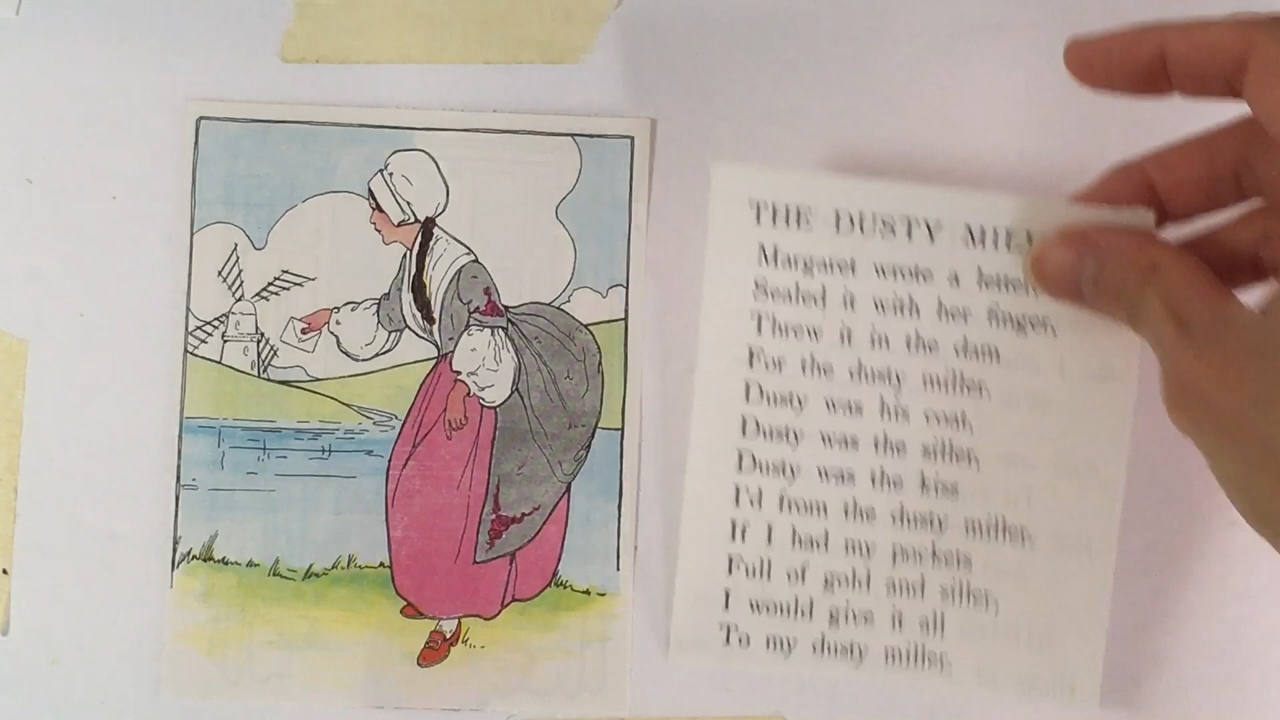 THE DUSTY
Margaret wrote a letter,
Sealed it with her finger,
Threw it in the dam
For the dusty miller.
Dusty was his coat,
Dusty was the siller,
Dusty was the kiss
I'd from the dusty miller.
If I had my pockets
Full of gold and siller,
I would give it all
To my dusty miller.